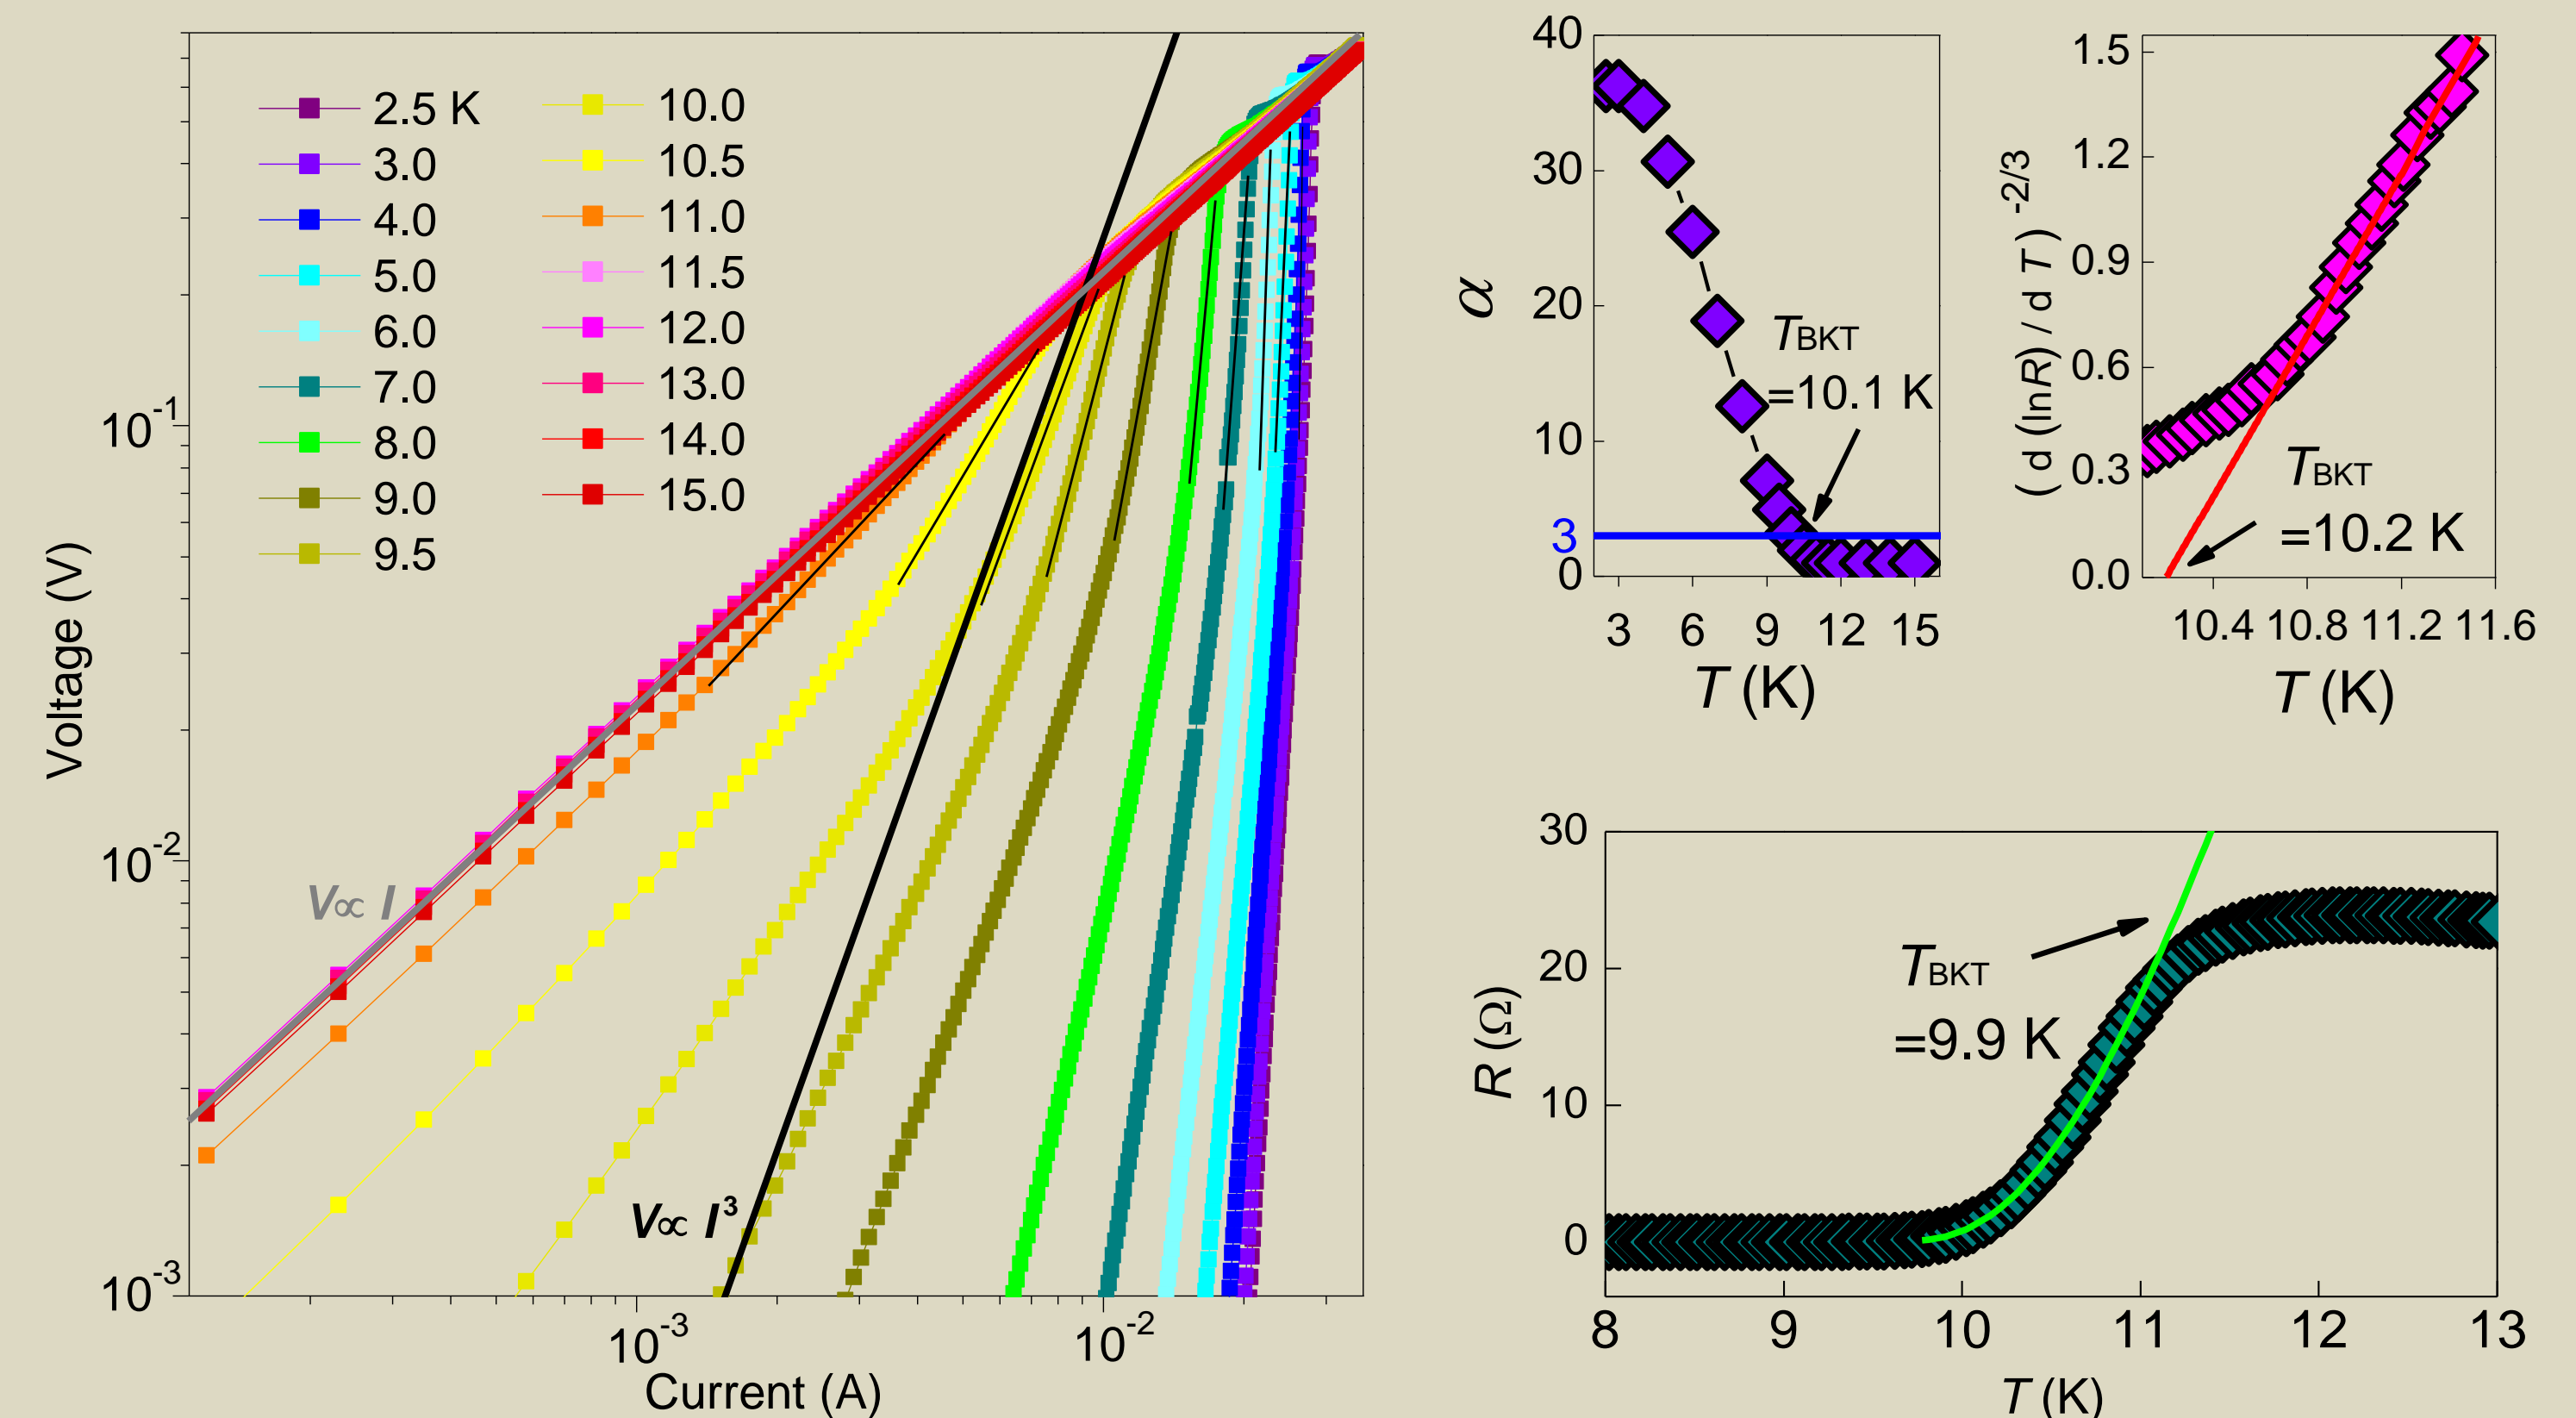 2.5 K
3.0
4.0
5.0
6.0
7.0
8.0
9.0
9.5
10.0
10.5
11.0
11.5
12.0
13.0
14.0
15.0
V∝ I
V∝ I³
10⁻¹
10⁻²
10⁻³
Voltage (V)
10⁻³
10⁻²
Current (A)
40
30
20
10
3
0
α
T_BKT
=10.1 K
3
6
9
12
15
T (K)
1.5
1.2
0.9
0.6
0.3
0.0
( d (lnR) / d T )⁻²/³
T_BKT
=10.2 K
10.4 10.8 11.2 11.6
T (K)
30
20
10
0
R (Ω)
T_BKT
=9.9 K
8
9
10
11
12
13
T (K)